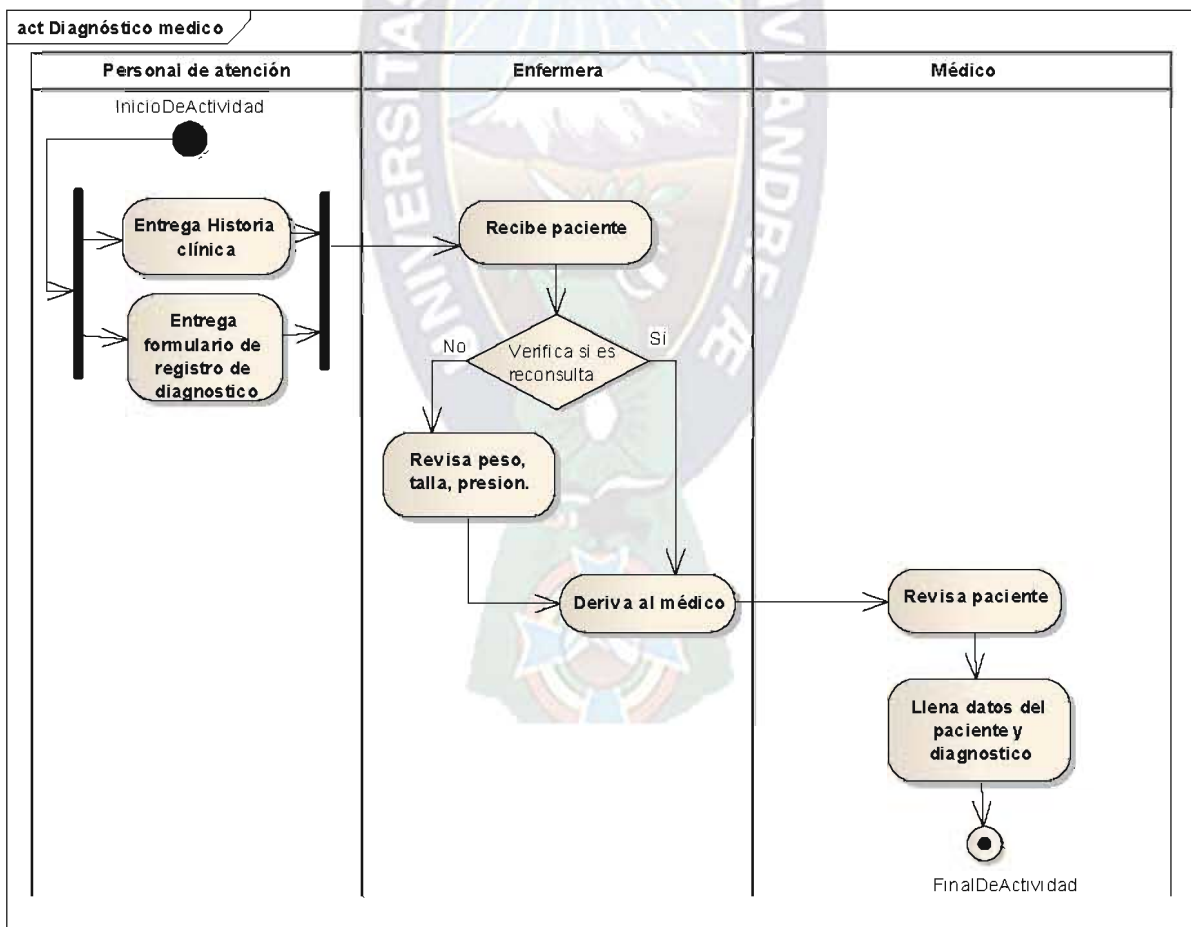 act Diagnóstico medico
Personal de atención
Enfermera
Médico
InicioDeActividad
Entrega Historia
clínica
Entrega
formulario de
registro de
diagnostico
Recibe paciente
No
Si
Verifica si es
reconsulta
Revisa peso,
talla, presion.
Deriva al médico
Revisa paciente
Llena datos del
paciente y
diagnostico
FinalDeActividad